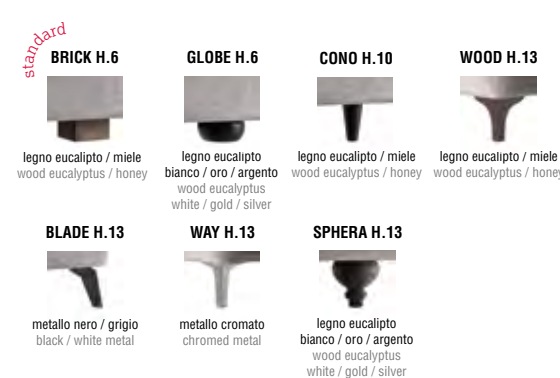 standard
BRICK H.6
legno eucalipto / miele
wood eucalyptus / honey
GLOBE H.6
legno eucalipto
bianco / oro / argento
wood eucalyptus
white / gold / silver
CONO H.10
legno eucalipto / miele
wood eucalyptus / honey
WOOD H.13
legno eucalipto / miele
wood eucalyptus / honey
BLADE H.13
metallo nero / grigio
black / white metal
WAY H.13
metallo cromato
chromed metal
SPHERA H.13
legno eucalipto
bianco / oro / argento
wood eucalyptus
white / gold / silver